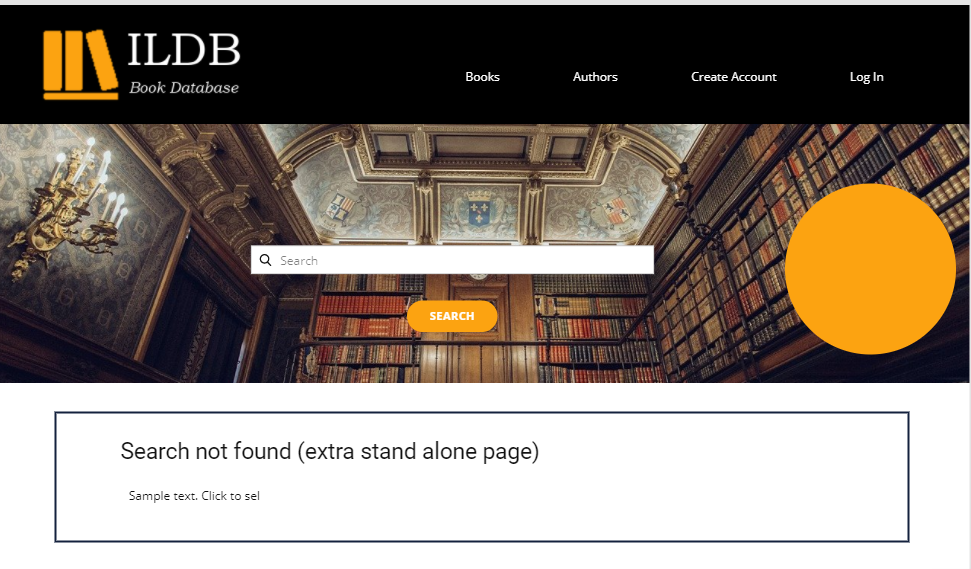 ILDB
Book Database
Books
Authors
Create Account
Log In
Search
SEARCH
Search not found (extra stand alone page)
Sample text. Click to sel